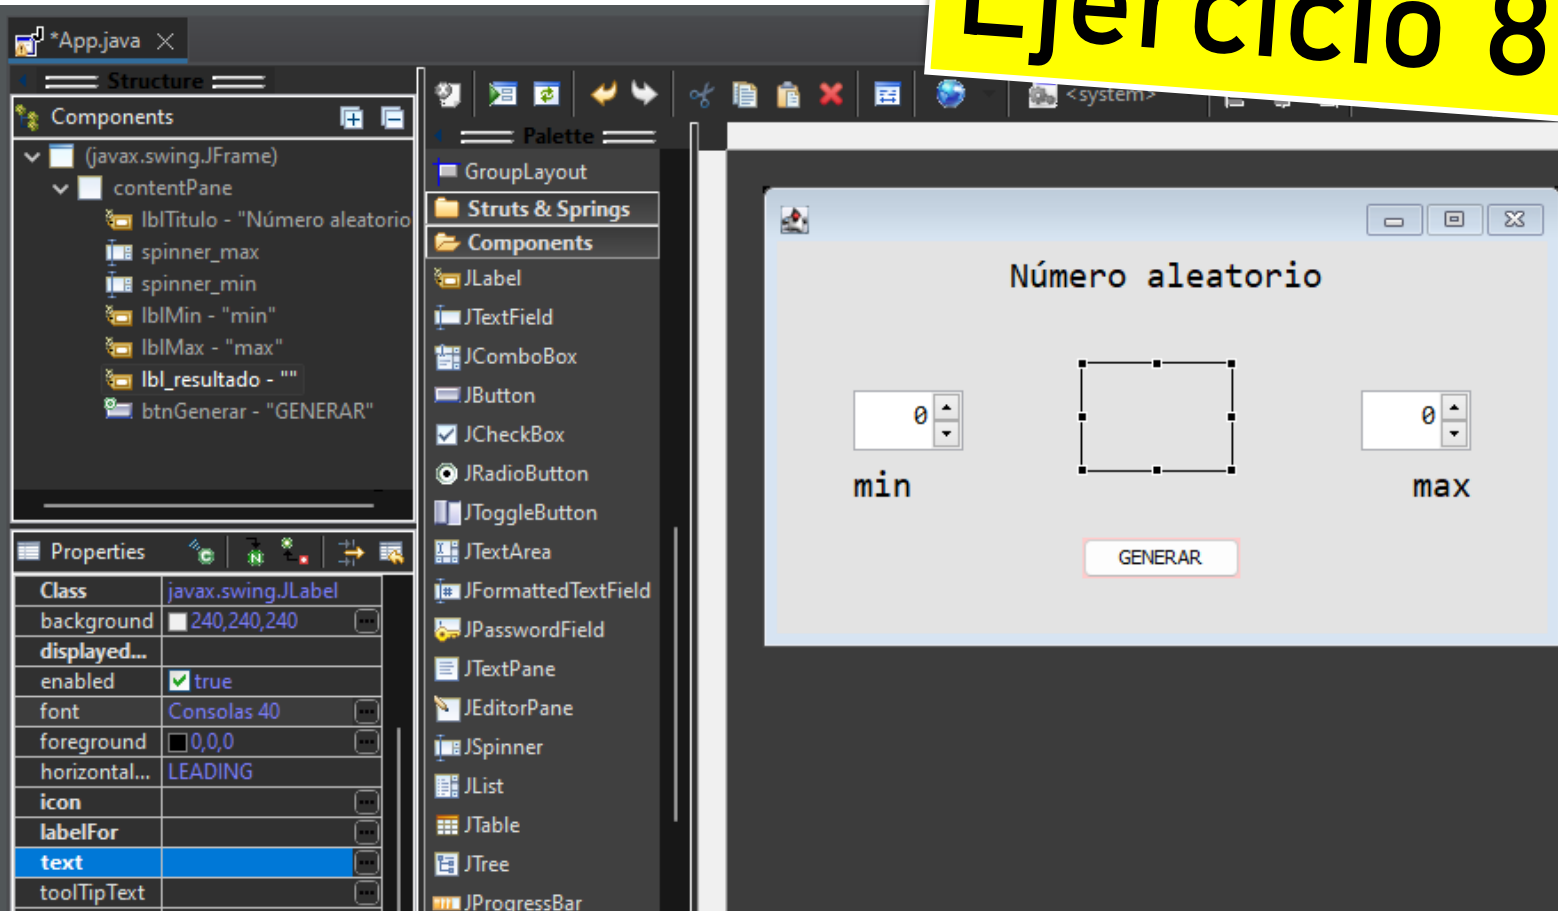 Ejercicio 8
*App.java
Structure
Components
(javax.swing.JFrame)
contentPane
lblTitulo - "Número aleatorio
spinner_max
spinner_min
lblMin - "min"
lblMax - "max"
lbl_resultado - ""
btnGenerar - "GENERAR"
Properties
Class javax.swing.JLabel
background 240,240,240
displayed...
enabled true
font Consolas 40
foreground 0,0,0
horizontal... LEADING
icon
labelFor
text
toolTipText
<system>
Palette
GroupLayout
Struts & Springs
Components
JLabel
JTextField
JComboBox
JButton
JCheckBox
JRadioButton
JToggleButton
JTextArea
JFormattedTextField
JPasswordField
JTextPane
JEditorPane
JSpinner
JList
JTable
JTree
JProgressBar
Número aleatorio
0 0
min max
GENERAR